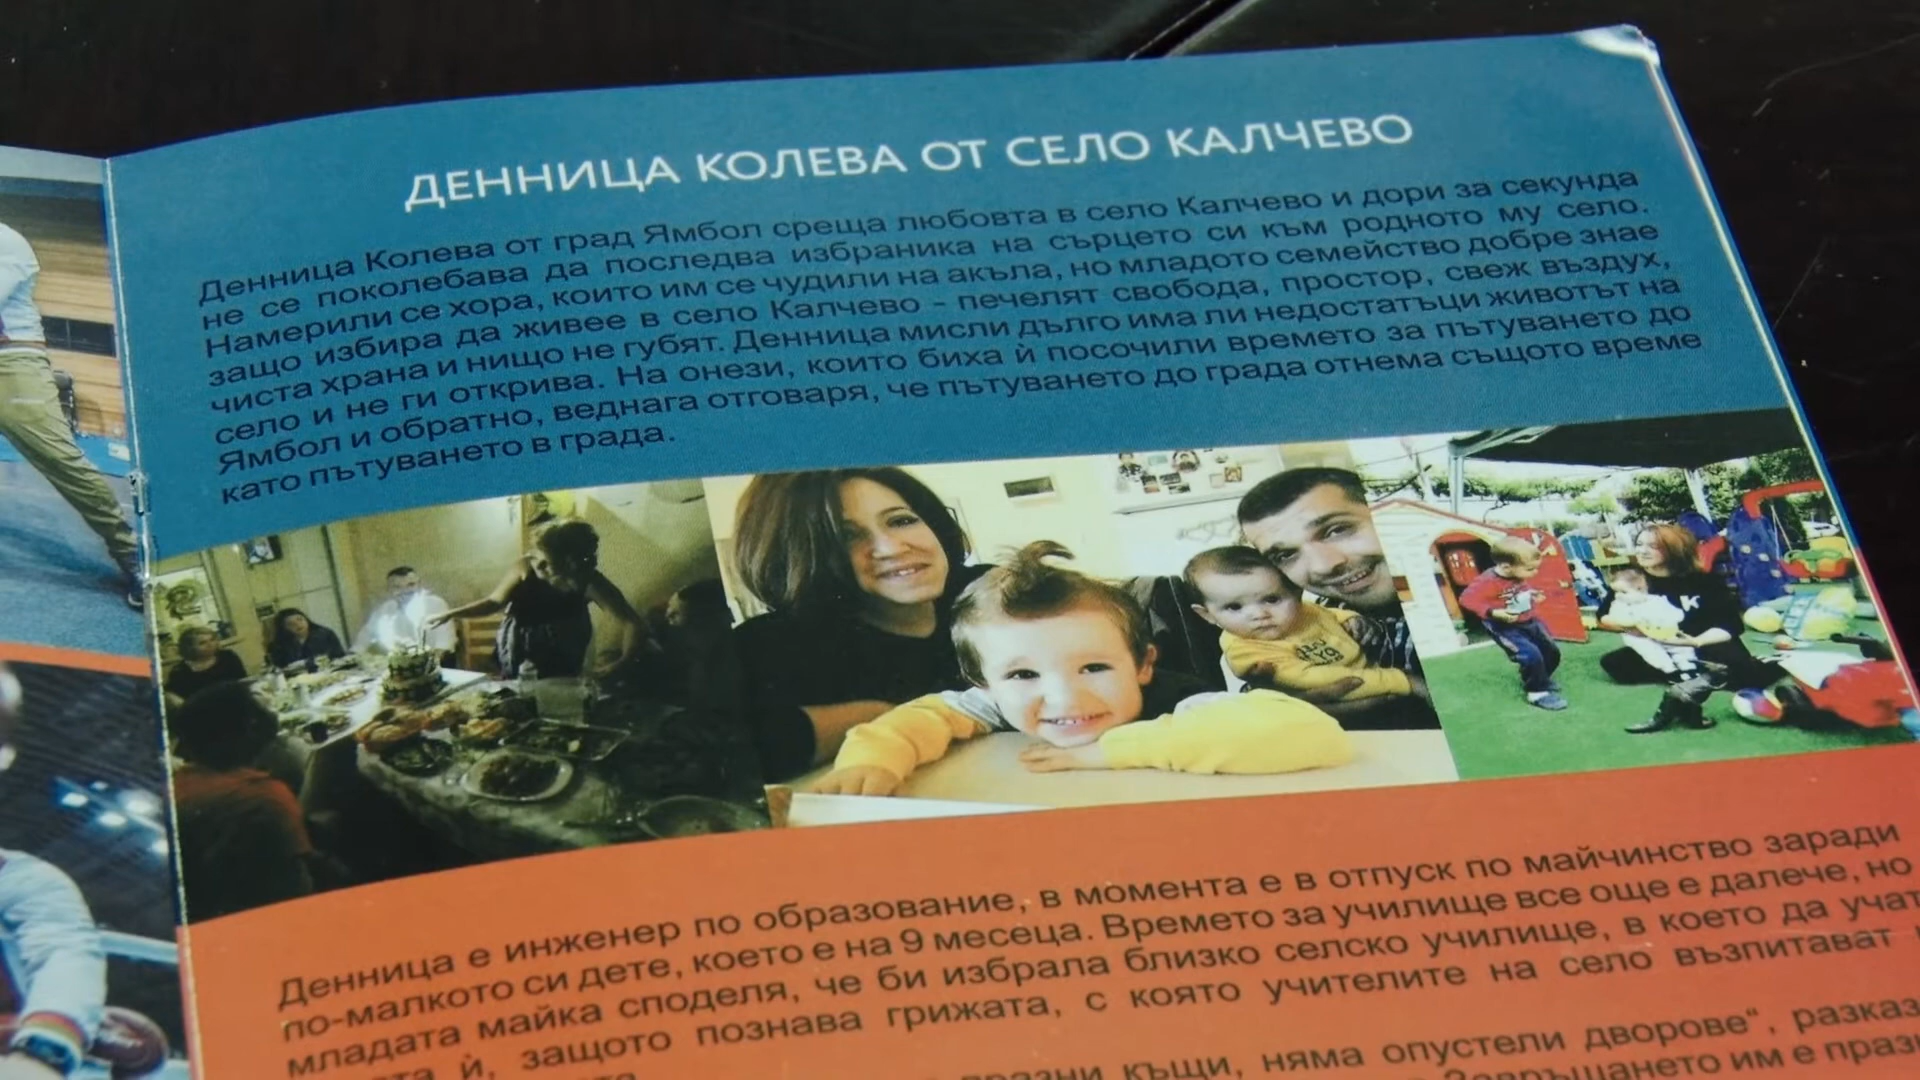 ДЕННИЦА КОЛЕВА ОТ СЕЛО КАЛЧЕВО
Денница Колева от град Ямбол среща любовта в село Калчево и дори за секунда
не се поколебава да последва избраника на сърцето си към родното му село.
Намерили се хора, които им се чудили на акъла, но младото семейство добре знае
защо избира да живее в село Калчево - печелят свобода, простор, свеж въздух,
чиста храна и нищо не губят. Денница мисли дълго има ли недостатъци животът на
село и не ги открива. На онези, които биха ѝ посочили времето за пътуването до
Ямбол и обратно, веднага отговаря, че пътуването до града отнема същото време
като пътуването в града.
Денница е инженер по образование, в момента е в отпуск по майчинство заради
по-малкото си дете, което е на 9 месеца. Времето за училище все още е далече, но
младата майка споделя, че би избрала близко селско училище, в което да учат
ѝ, защото познава грижата, с която учителите на село възпитават
празни къщи, няма опустели дворове“, разказ
Завръщането им е праз